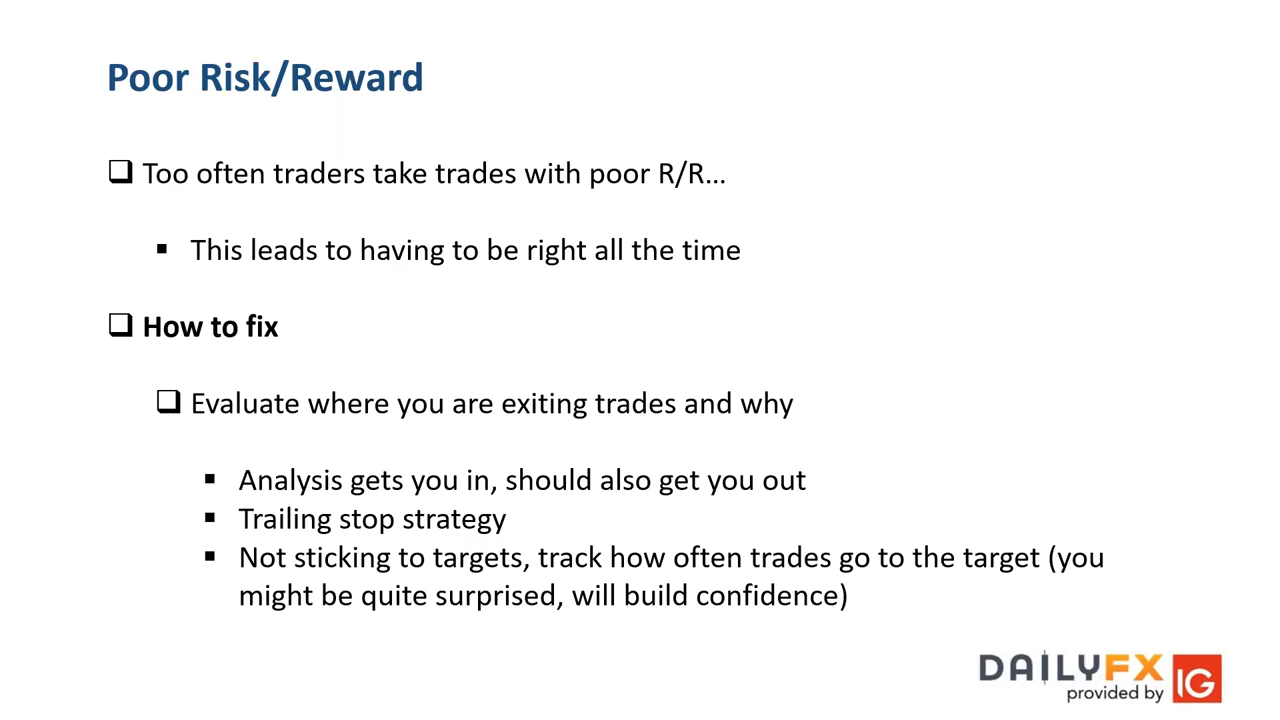 Poor Risk/Reward
Too often traders take trades with poor R/R…
This leads to having to be right all the time
How to fix
Evaluate where you are exiting trades and why
Analysis gets you in, should also get you out
Trailing stop strategy
Not sticking to targets, track how often trades go to the target (you
might be quite surprised, will build confidence)
DAILYFX
provided by IG